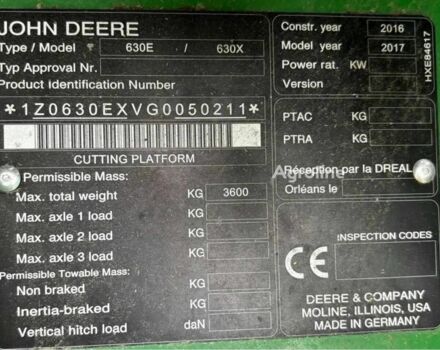 JOHN DEERE
Type / Model 630E / 630X
Typ Approval Nr.
Product Identification Number
*1Z0630EXVG0050211*
CUTTING PLATFORM
Permissible Mass:
Max. total weight KG 3600
Max. axle 1 load KG
Max. axle 2 load KG
Max. axle 3 load KG
Permissible Towable Mass:
Non braked KG
Inertia-braked KG
Vertical hitch load daN
Constr. year 2016
Model year 2017
Power rat. KW
Version
HXE84617
PTAC KG
PTRA KG
Réception par la DREAL
Orléans le
Agroline
INSPECTION CODES
CE
DEERE & COMPANY
MOLINE, ILLINOIS, USA
MADE IN GERMANY